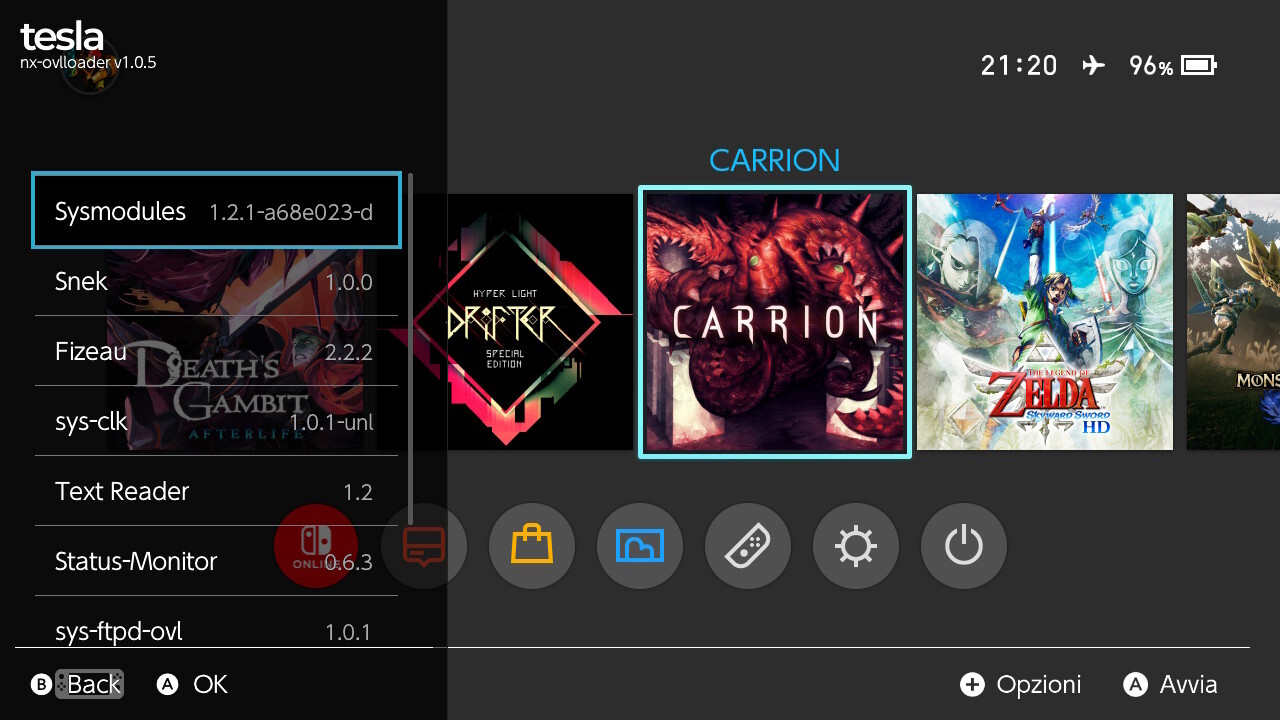 tesla
nx-ovlloader v1.0.5
21:20
96%
CARRION
Sysmodules 1.2.1-a68e023-d
Snek 1.0.0
Fizeau 2.2.2
sys-clk 1.0.1-unl
Text Reader 1.2
Status-Monitor 0.6.3
sys-ftpd-ovl 1.0.1
DEATH'S
GAMBIT
AFTERLIFE
HYPER LIGHT
DRIFTER
SPECIAL
EDITION
CARRION
THE LEGEND OF
ZELDA
SKYWARD SWORD
HD
MONS
ONLINE
B Back
A OK
+ Opzioni
A Avvia